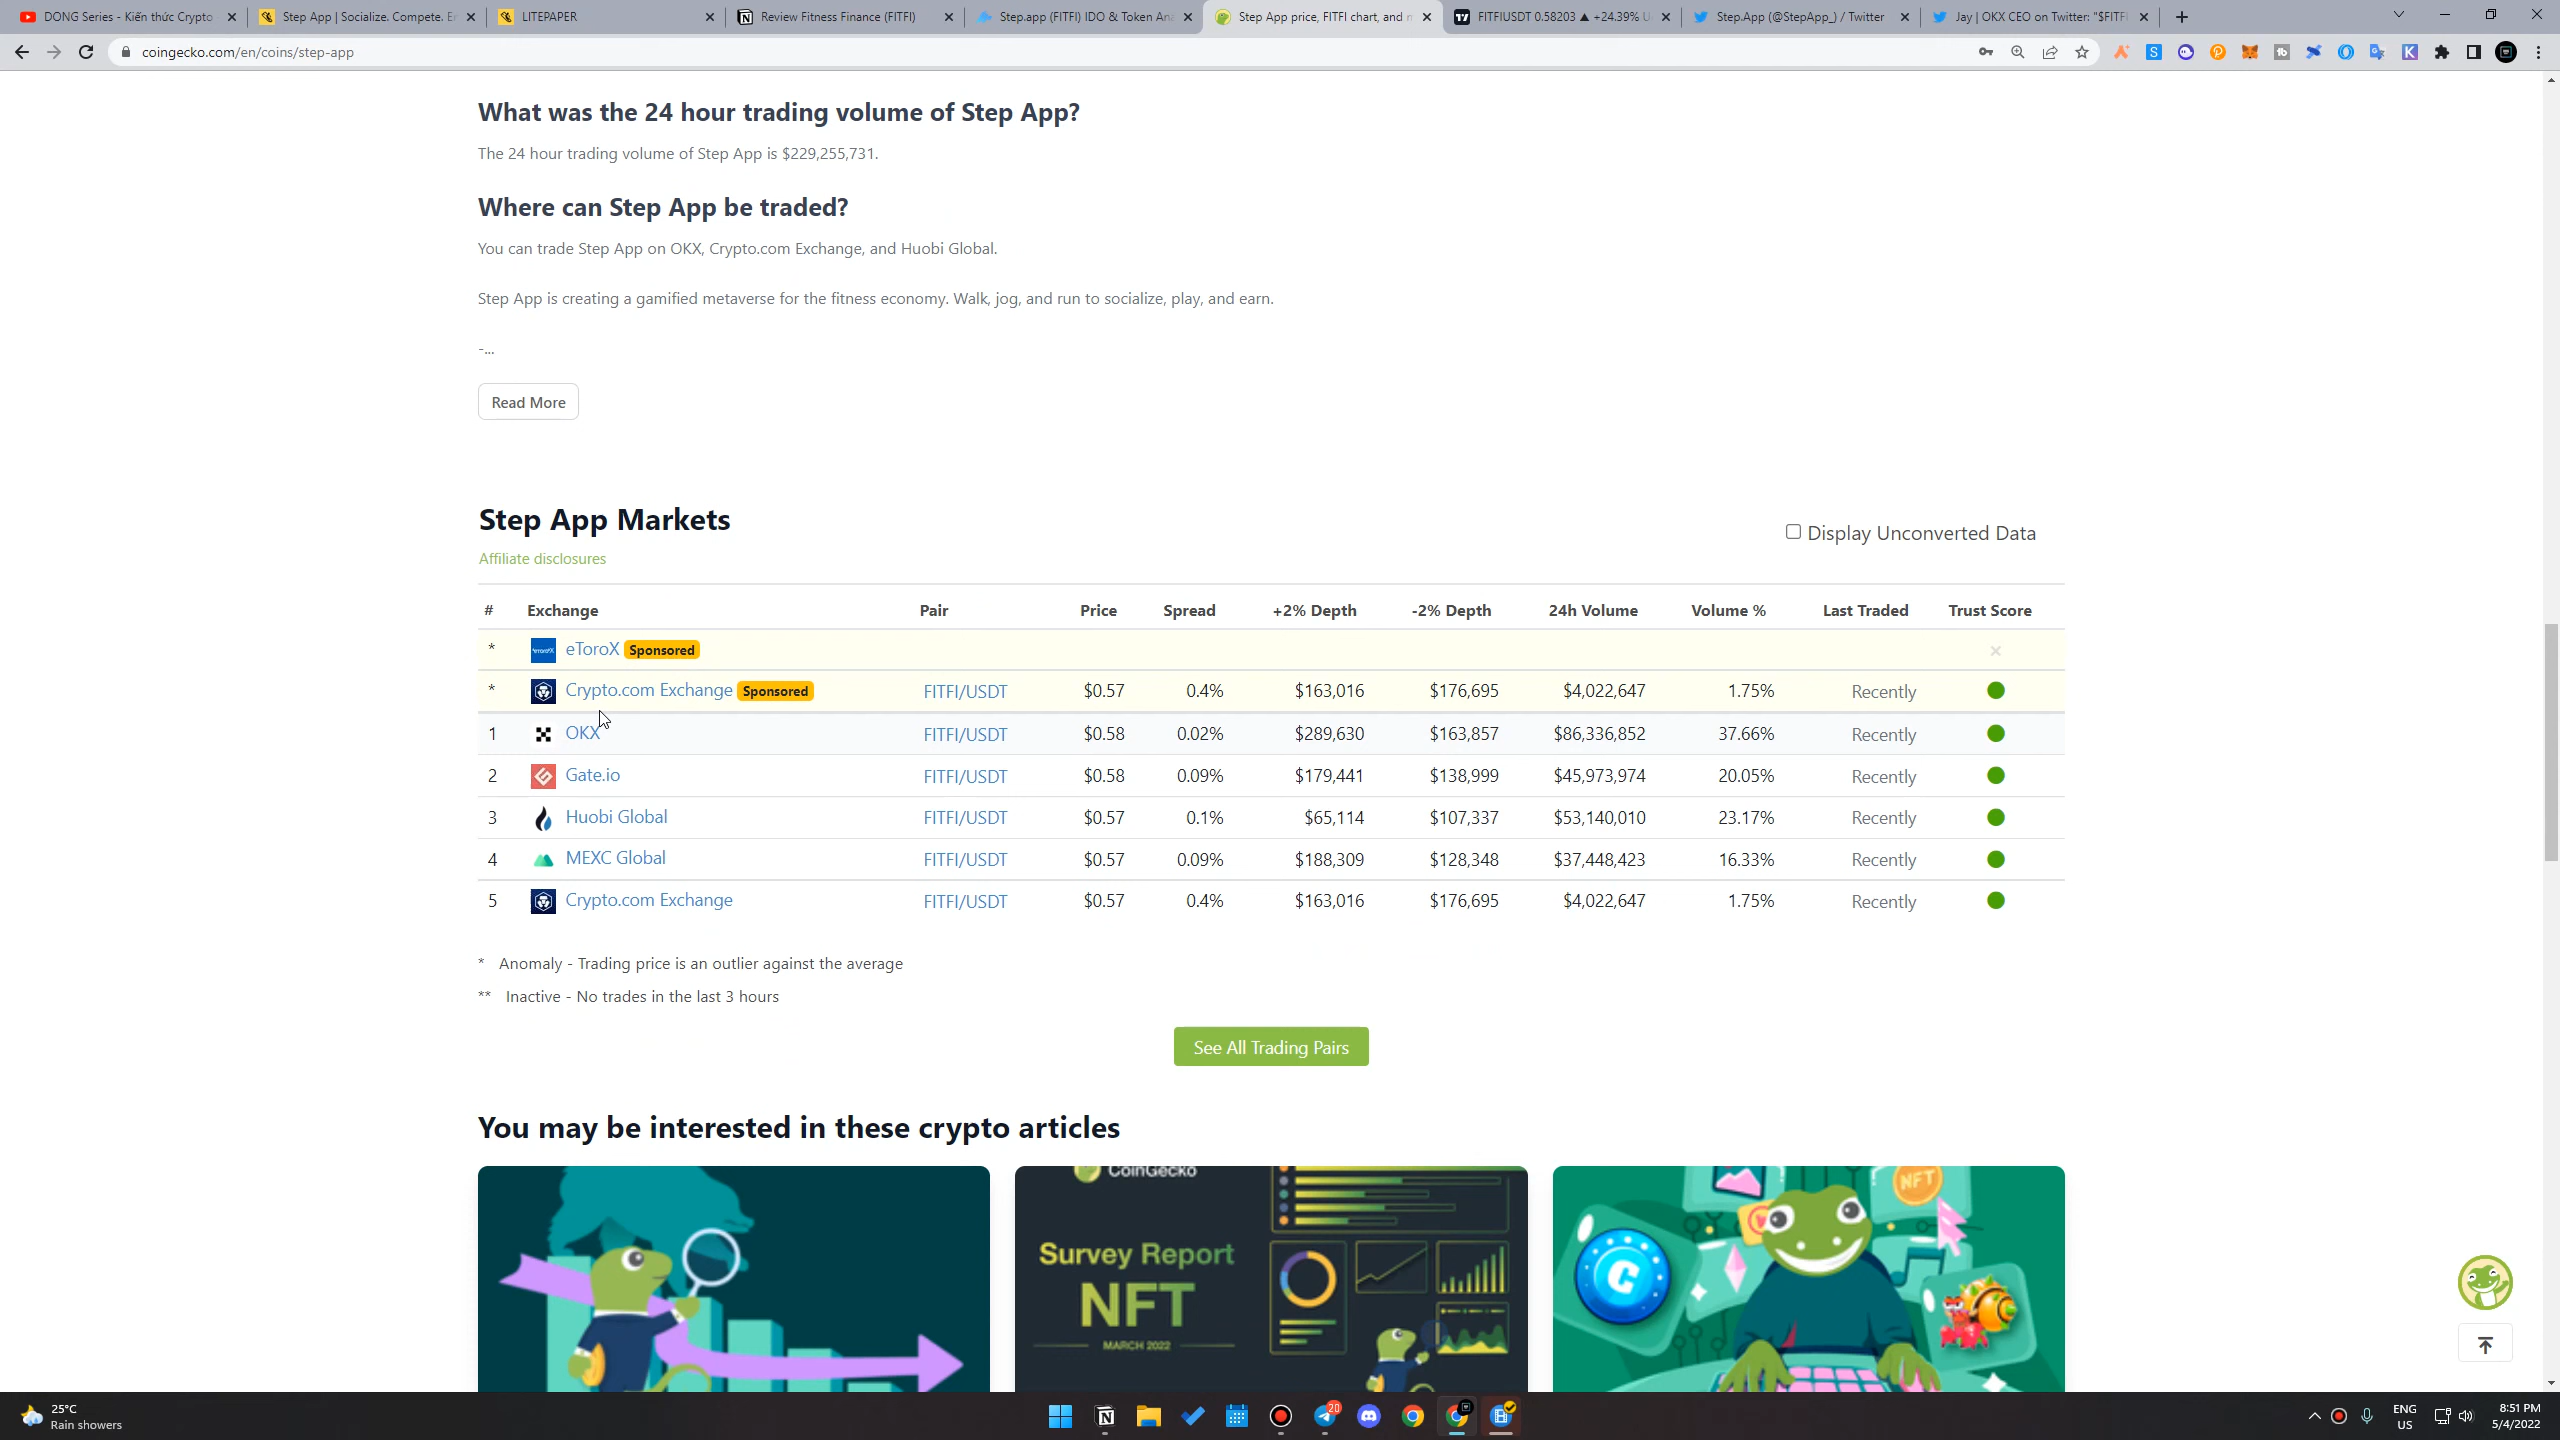 DONG Series - Kiến thức Crypto
Step App | Socialize. Compete. E
LITEPAPER
Review Fitness Finance (FITFI)
Step.app (FITFI) IDO & Token An
Step App price, FITFI chart, and
FITFIUSDT 0.58203 ▲ +24.39% U
Step.App (@StepApp_) / Twitter
Jay | OKX CEO on Twitter: "$FITFI
coingecko.com/en/coins/step-app
What was the 24 hour trading volume of Step App?
The 24 hour trading volume of Step App is $229,255,731.
Where can Step App be traded?
You can trade Step App on OKX, Crypto.com Exchange, and Huobi Global.
Step App is creating a gamified metaverse for the fitness economy. Walk, jog, and run to socialize, play, and earn.
-...
Read More
Step App Markets
Display Unconverted Data
Affiliate disclosures
# Exchange Pair Price Spread +2% Depth -2% Depth 24h Volume Volume % Last Traded Trust Score
* eToroX Sponsored
* Crypto.com Exchange Sponsored FITFI/USDT $0.57 0.4% $163,016 $176,695 $4,022,647 1.75% Recently
1 OKX FITFI/USDT $0.58 0.02% $289,630 $163,857 $86,336,852 37.66% Recently
2 Gate.io FITFI/USDT $0.58 0.09% $179,441 $138,999 $45,973,974 20.05% Recently
3 Huobi Global FITFI/USDT $0.57 0.1% $65,114 $107,337 $53,140,010 23.17% Recently
4 MEXC Global FITFI/USDT $0.57 0.09% $188,309 $128,348 $37,448,423 16.33% Recently
5 Crypto.com Exchange FITFI/USDT $0.57 0.4% $163,016 $176,695 $4,022,647 1.75% Recently
* Anomaly - Trading price is an outlier against the average
** Inactive - No trades in the last 3 hours
See All Trading Pairs
You may be interested in these crypto articles
CoinGecko
Survey Report
NFT
MARCH 2022
NFT
C
25°C
Rain showers
20
ENG
US
8:51 PM
5/4/2022